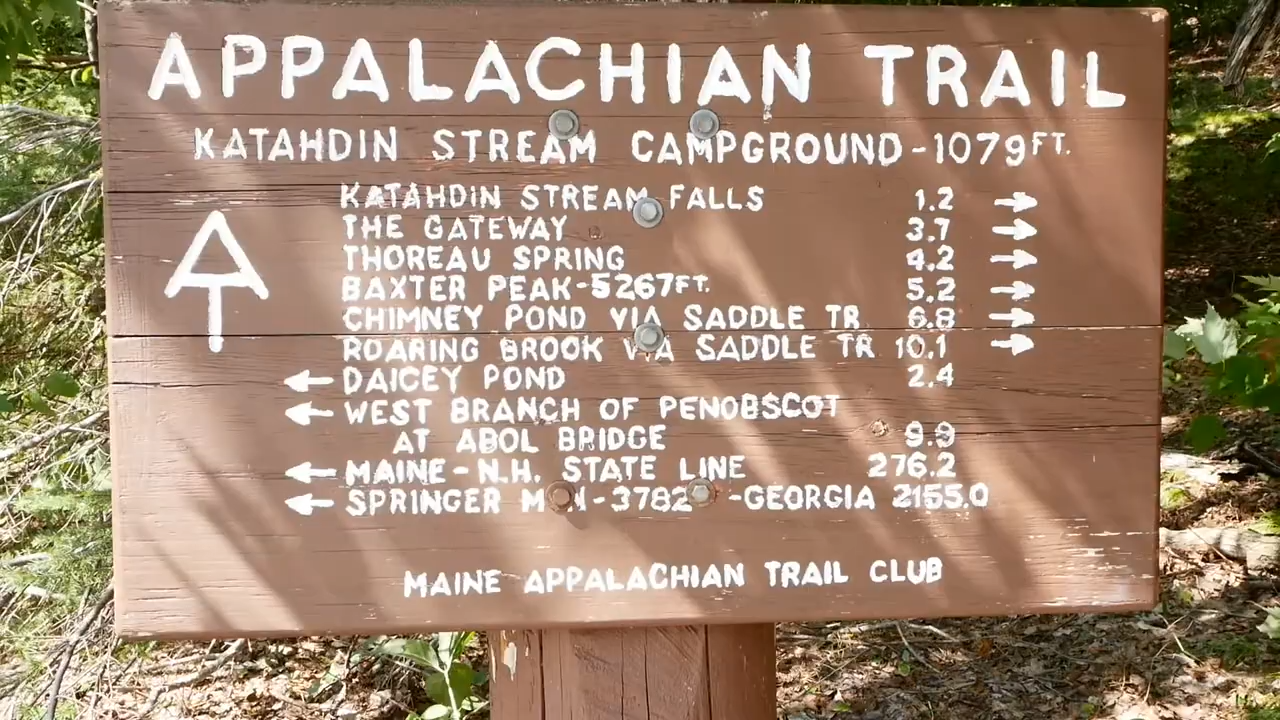 APPALACHIAN TRAIL
KATAHDIN STREAM CAMPGROUND-1079FT.
KATAHDIN STREAM FALLS 1.2 →
THE GATEWAY 3.7 →
THOREAU SPRING 4.2 →
BAXTER PEAK-5267FT. 5.2 →
CHIMNEY POND VIA SADDLE TR 6.8 →
ROARING BROOK VIA SADDLE TR 10.1 →
← DAICEY POND 2.4
← WEST BRANCH OF PENOBSCOT
AT ABOL BRIDGE 9.9
← MAINE-N.H. STATE LINE 276.2
← SPRINGER -3782 -GEORGIA 2155.0
MAINE APPALACHIAN TRAIL CLUB